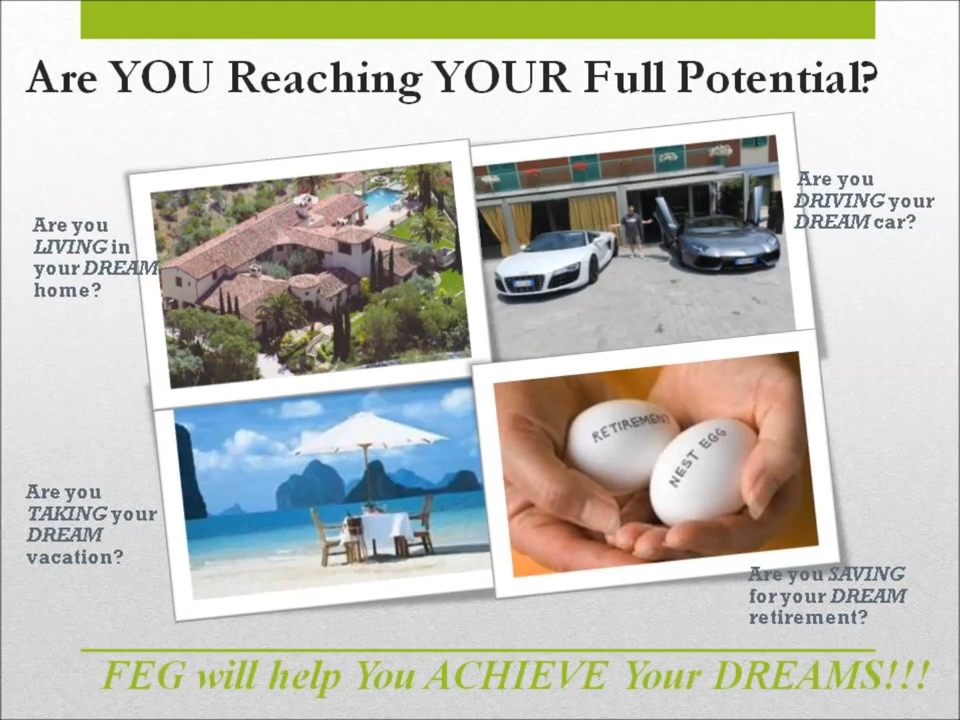 Are YOU Reaching YOUR Full Potential?
Are you
LIVING in
your DREAM
home?
Are you
DRIVING your
DREAM car?
Are you
TAKING your
DREAM
vacation?
RETIREMENT
NEST EGG
Are you SAVING
for your DREAM
retirement?
FEG will help You ACHIEVE Your DREAMS!!!